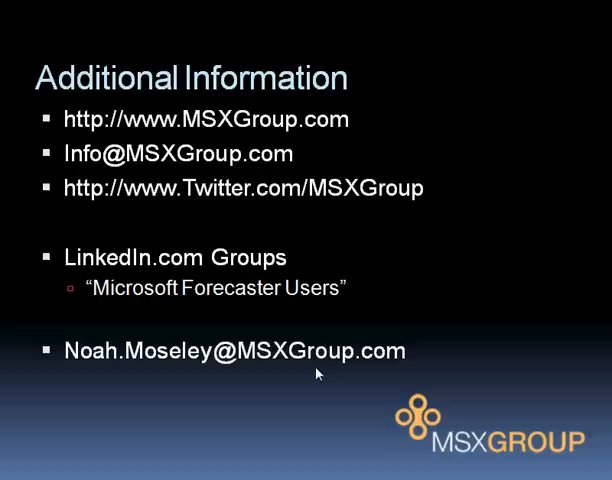 Additional Information
http://www.MSXGroup.com
Info@MSXGroup.com
http://www.Twitter.com/MSXGroup
LinkedIn.com Groups
“Microsoft Forecaster Users”
Noah.Moseley@MSXGroup.com
MSXGROUP